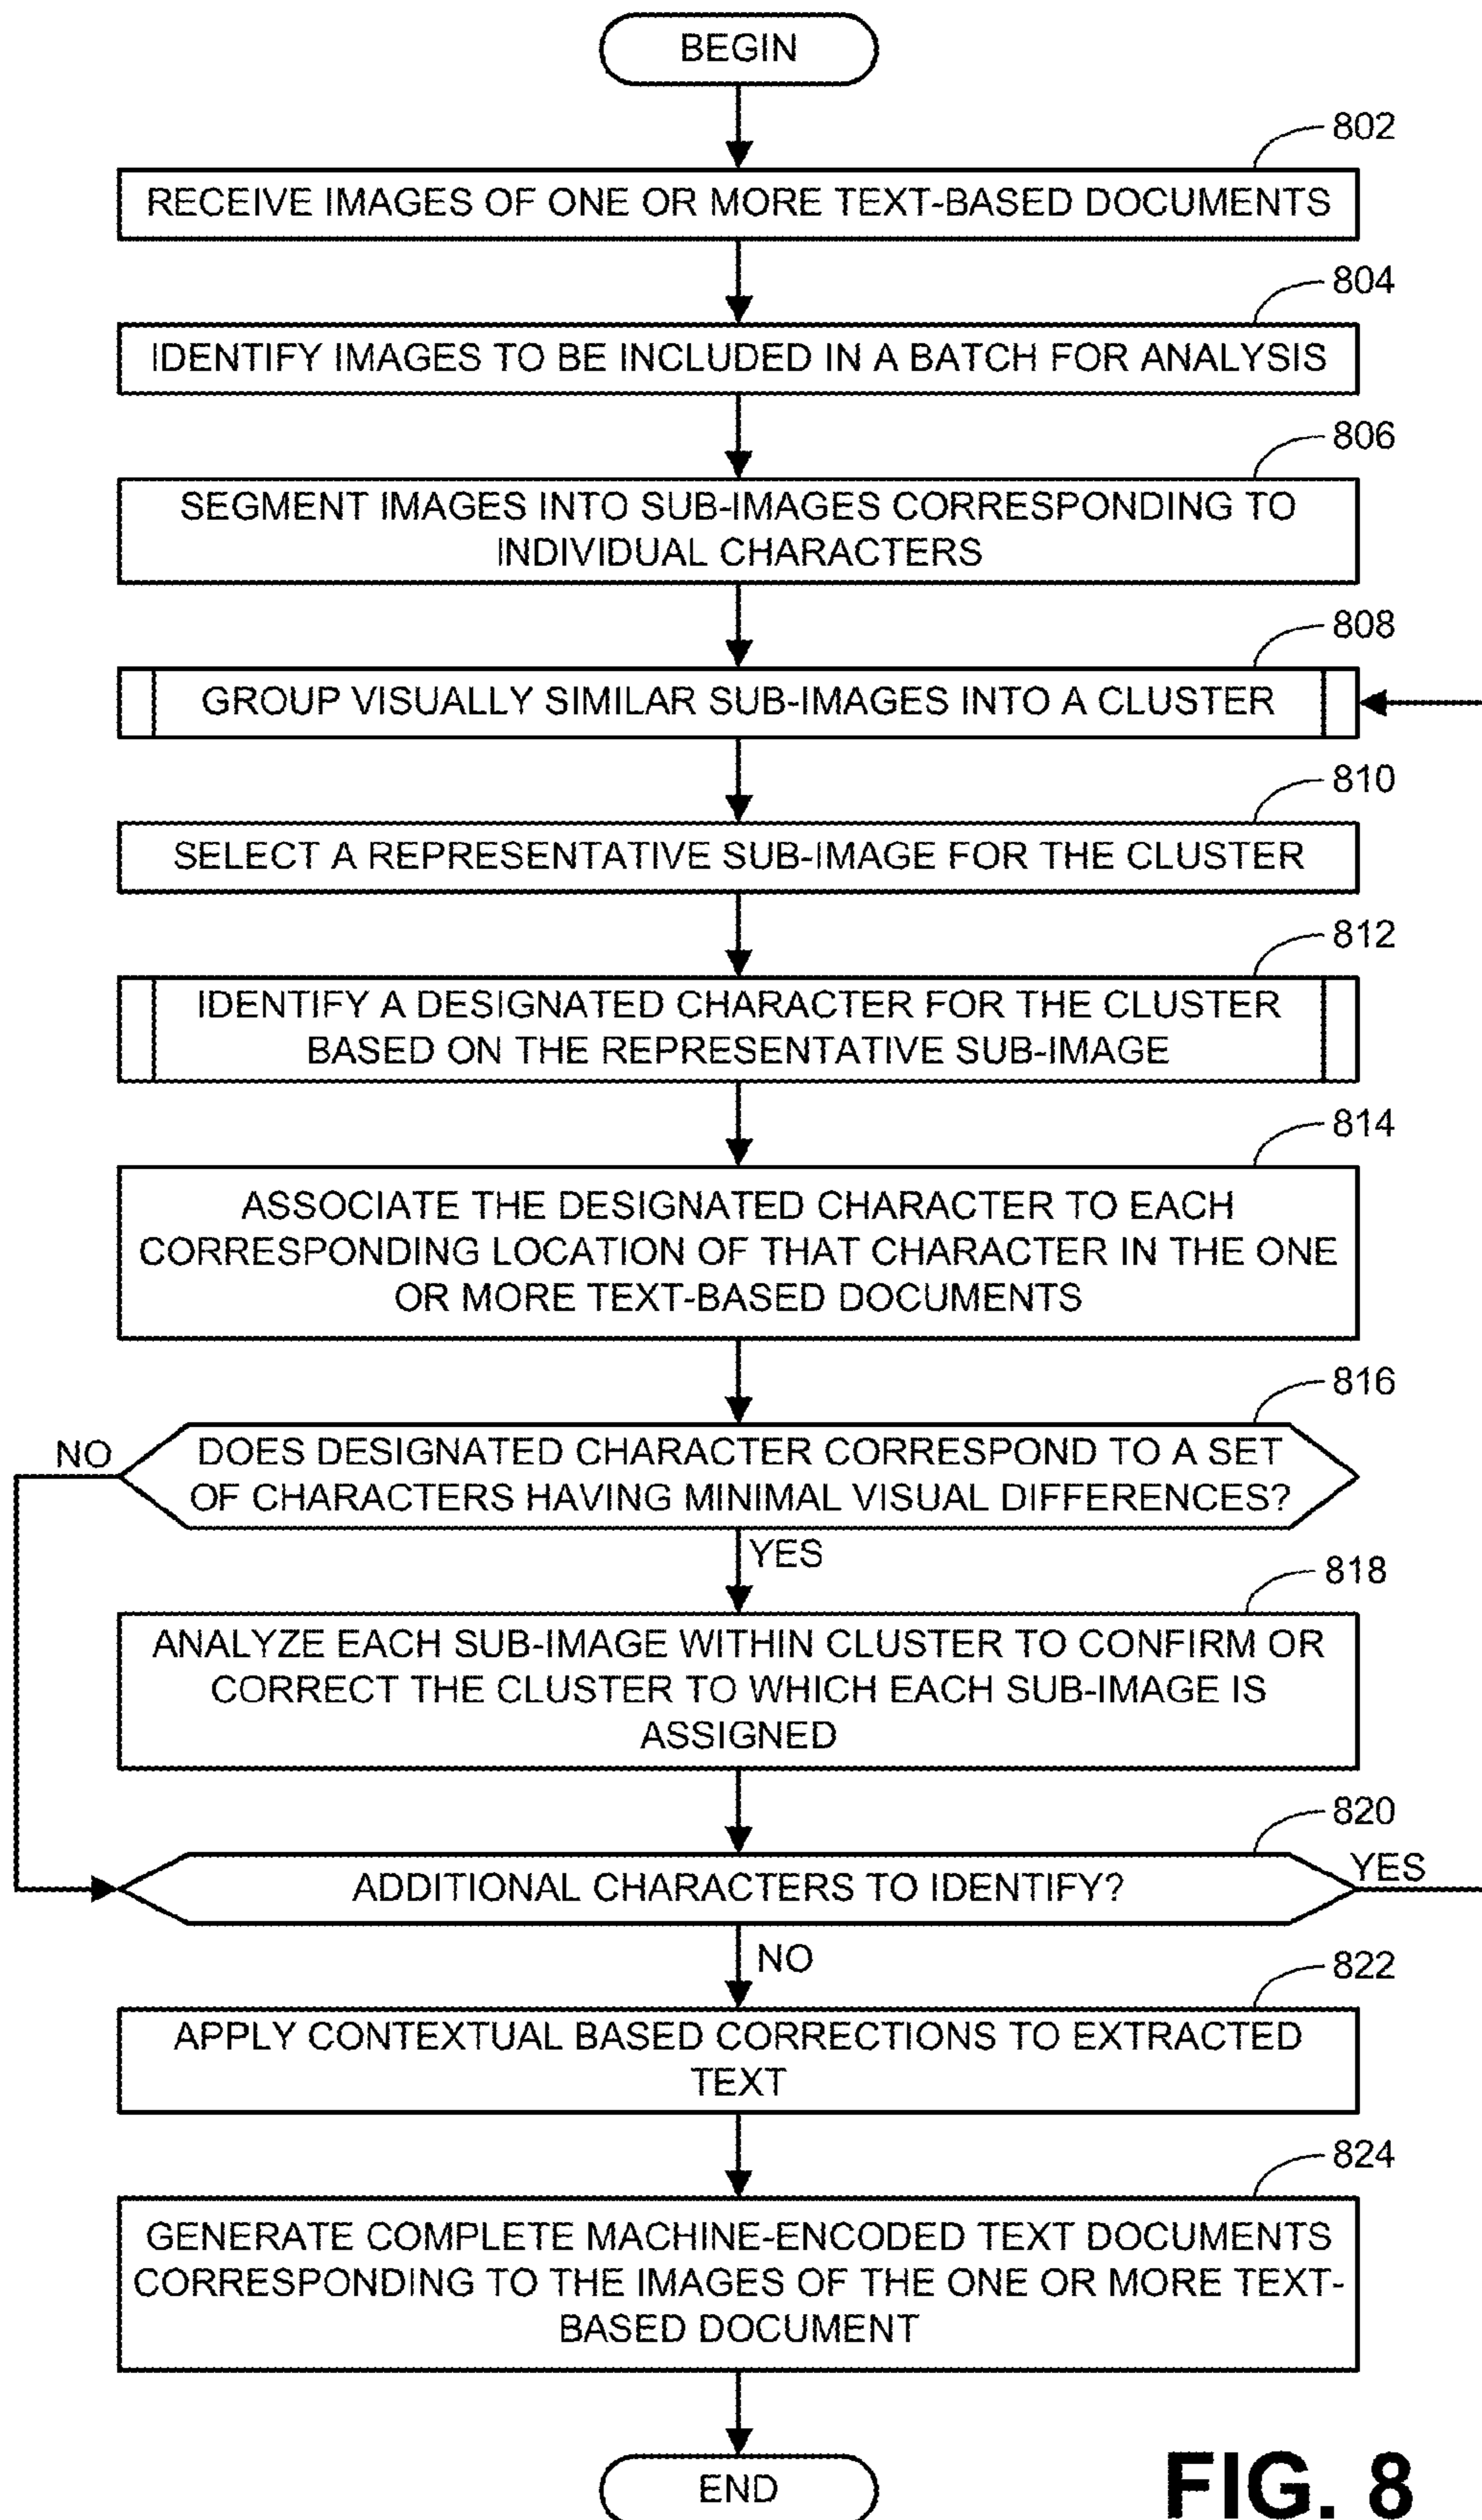 BEGIN
802
RECEIVE IMAGES OF ONE OR MORE TEXT-BASED DOCUMENTS
804
IDENTIFY IMAGES TO BE INCLUDED IN A BATCH FOR ANALYSIS
806
SEGMENT IMAGES INTO SUB-IMAGES CORRESPONDING TO
INDIVIDUAL CHARACTERS
808
GROUP VISUALLY SIMILAR SUB-IMAGES INTO A CLUSTER
810
SELECT A REPRESENTATIVE SUB-IMAGE FOR THE CLUSTER
812
IDENTIFY A DESIGNATED CHARACTER FOR THE CLUSTER
BASED ON THE REPRESENTATIVE SUB-IMAGE
814
ASSOCIATE THE DESIGNATED CHARACTER TO EACH
CORRESPONDING LOCATION OF THAT CHARACTER IN THE ONE
OR MORE TEXT-BASED DOCUMENTS
816
NO
DOES DESIGNATED CHARACTER CORRESPOND TO A SET
OF CHARACTERS HAVING MINIMAL VISUAL DIFFERENCES?
YES
818
ANALYZE EACH SUB-IMAGE WITHIN CLUSTER TO CONFIRM OR
CORRECT THE CLUSTER TO WHICH EACH SUB-IMAGE IS
ASSIGNED
820
YES
ADDITIONAL CHARACTERS TO IDENTIFY?
NO
822
APPLY CONTEXTUAL BASED CORRECTIONS TO EXTRACTED
TEXT
824
GENERATE COMPLETE MACHINE-ENCODED TEXT DOCUMENTS
CORRESPONDING TO THE IMAGES OF THE ONE OR MORE TEXT-
BASED DOCUMENT
END
FIG. 8